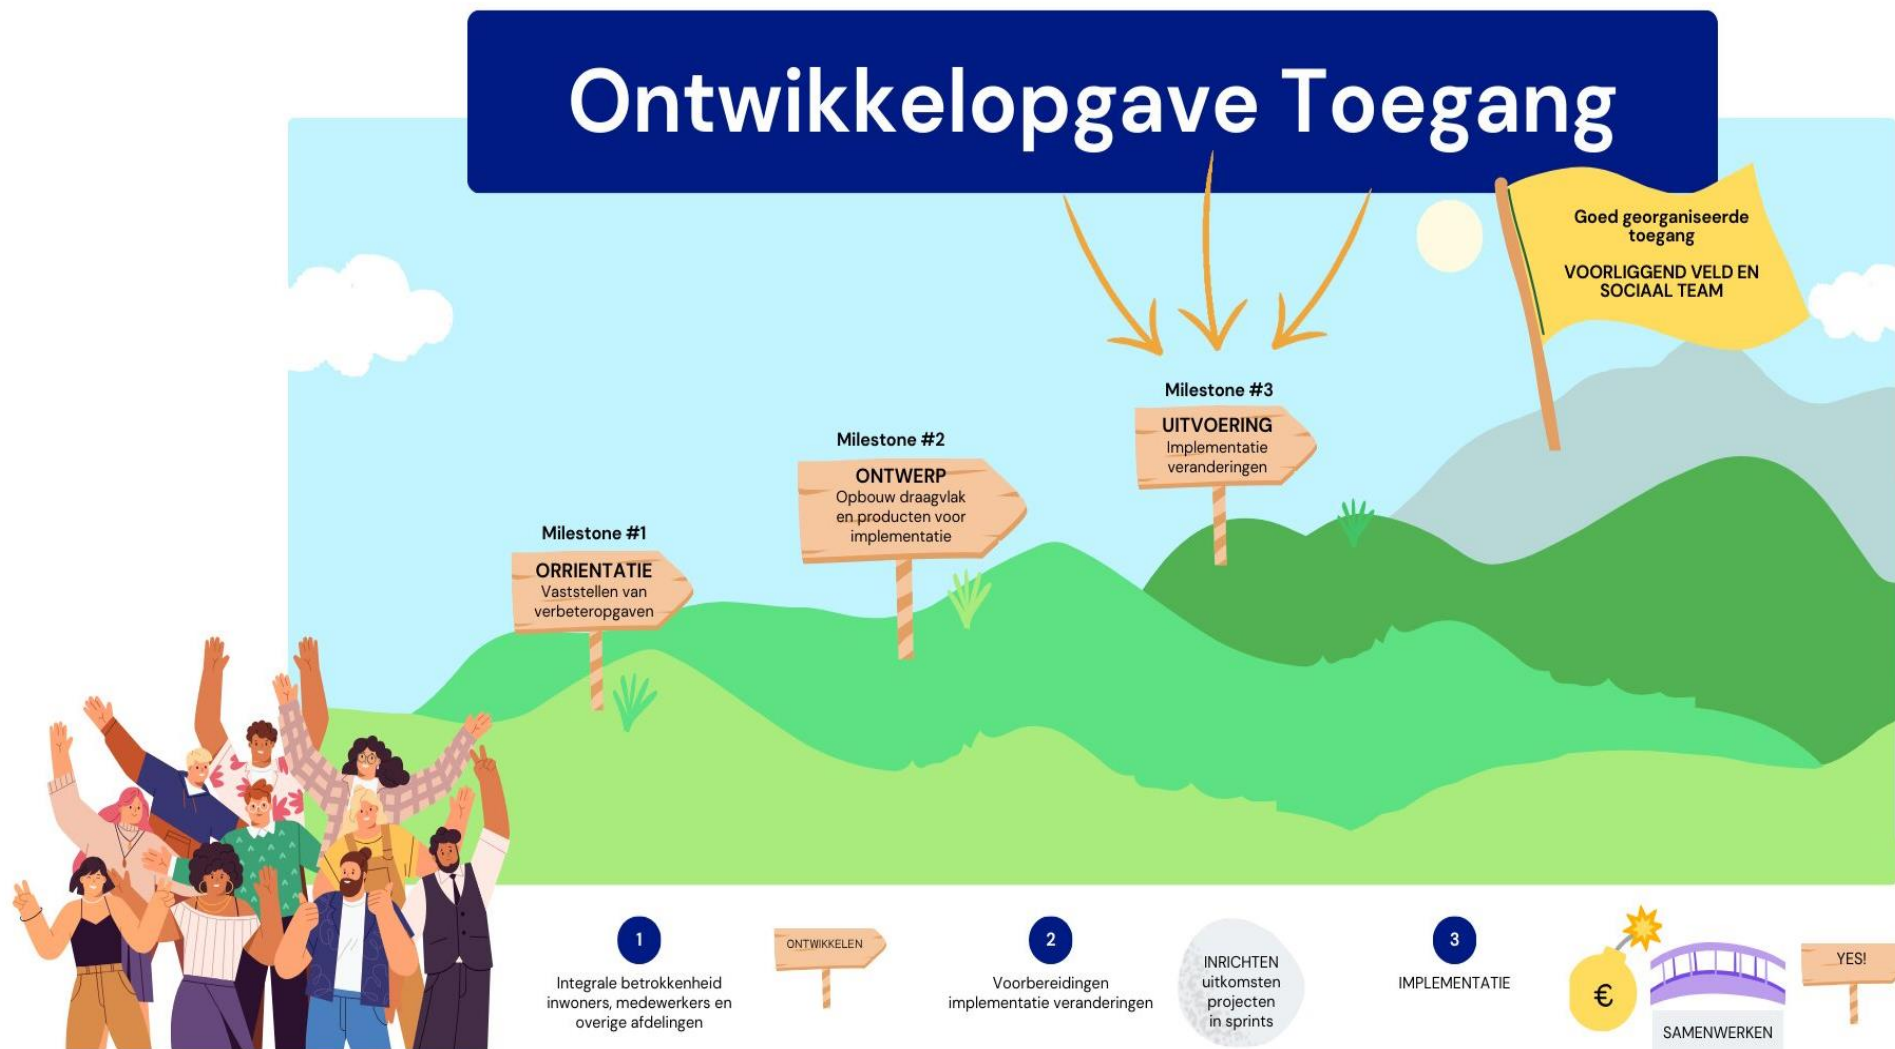 Ontwikkelopgave Toegang
Goed georganiseerde
toegang
VOORLIGGEND VELD EN
SOCIAAL TEAM
Milestone #3
UITVOERING
Implementatie
veranderingen
Milestone #2
ONTWERP
Opbouw draagvlak
en producten voor
implementatie
Milestone #1
ORRIENTATIE
Vaststellen van
verbeteropgaven
1
Integrale betrokkenheid
inwoners, medewerkers en
overige afdelingen
ONTWIKKELEN
2
Voorbereidingen
implementatie veranderingen
INRICHTEN
uitkomsten
projecten
in sprints
3
IMPLEMENTATIE
€
SAMENWERKEN
YES!